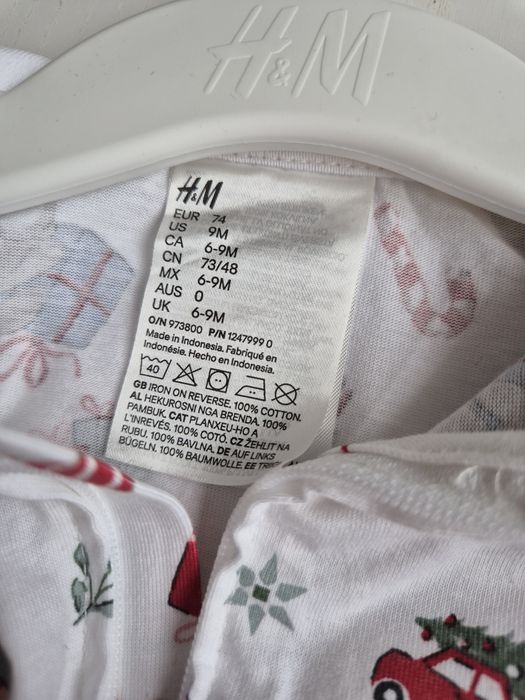 H&M
H&M
EUR 74
US 9M
CA 6-9M
CN 73/48
MX 6-9M
AUS 0
UK 6-9M
O/N 973800 P/N 1247999 0
Made in Indonesia. Fabriqué en
Indonésie. Hecho en Indonesia.
40
GB IRON ON REVERSE. 100% COTTON.
AL HEKUROSNI NGA BRENDA. 100%
PAMBUK. CAT PLANXEU-HO A
L'INREVÉS. 100% COTÓ. CZ ŽEHLIT NA
RUBU. 100% BAVLNA. DE AUF LINKS
BÜGELN. 100% BAUMWOLLE. EE